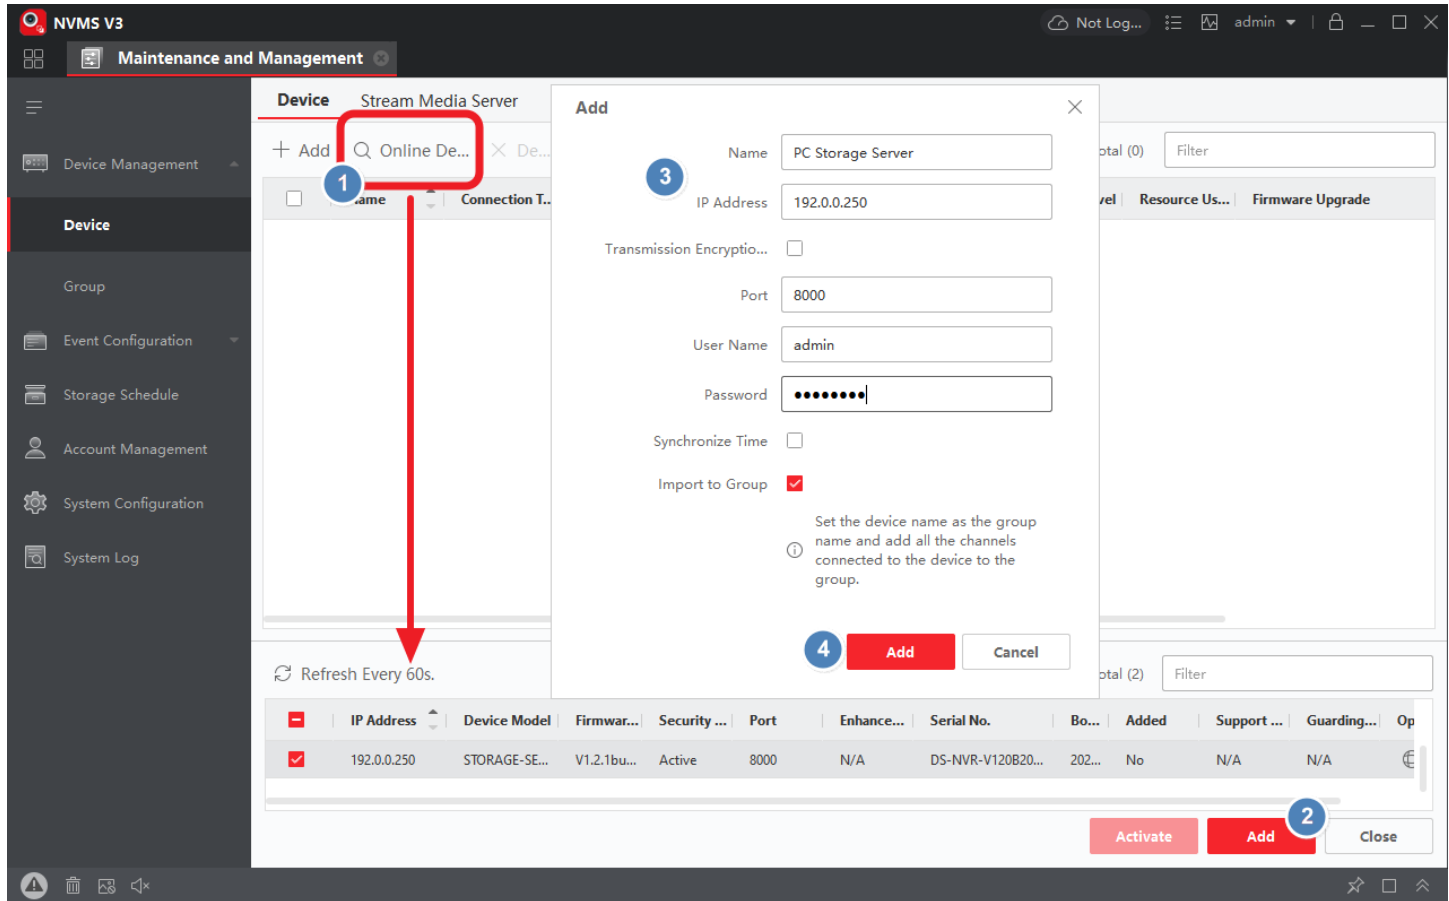 NVMS V3
Not Log...
admin
Maintenance and Management
Device
Stream Media Server
Add
Online De...
De...
otal (0)
Filter
1
Name
Connection T...
vel
Resource Us...
Firmware Upgrade
Device Management
Device
Group
Event Configuration
Storage Schedule
Account Management
System Configuration
System Log
Add
3
Name
PC Storage Server
IP Address
192.0.0.250
Transmission Encryptio...
Port
8000
User Name
admin
Password
●●●●●●●●
Synchronize Time
Import to Group
Set the device name as the group
name and add all the channels
connected to the device to the
group.
4
Add
Cancel
Refresh Every 60s.
otal (2)
Filter
IP Address
Device Model
Firmwar...
Security ...
Port
Enhance...
Serial No.
Bo...
Added
Support ...
Guarding...
Op
192.0.0.250
STORAGE-SE...
V1.2.1bu...
Active
8000
N/A
DS-NVR-V120B20...
202...
No
N/A
N/A
2
Activate
Add
Close